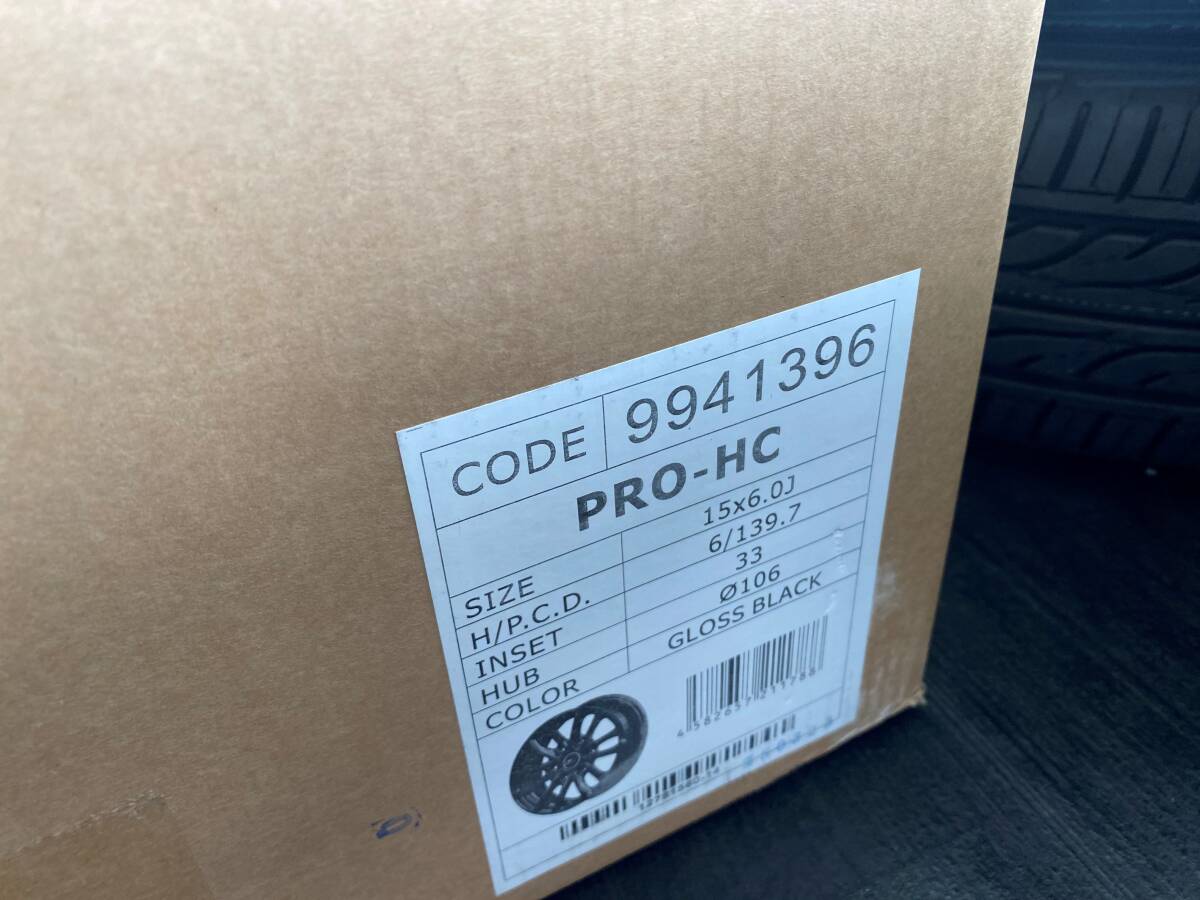 CODE 9941396
PRO-HC
SIZE 15x6.0J
H/P.C.D. 6/139.7
INSET 33
HUB Ø106
COLOR GLOSS BLACK